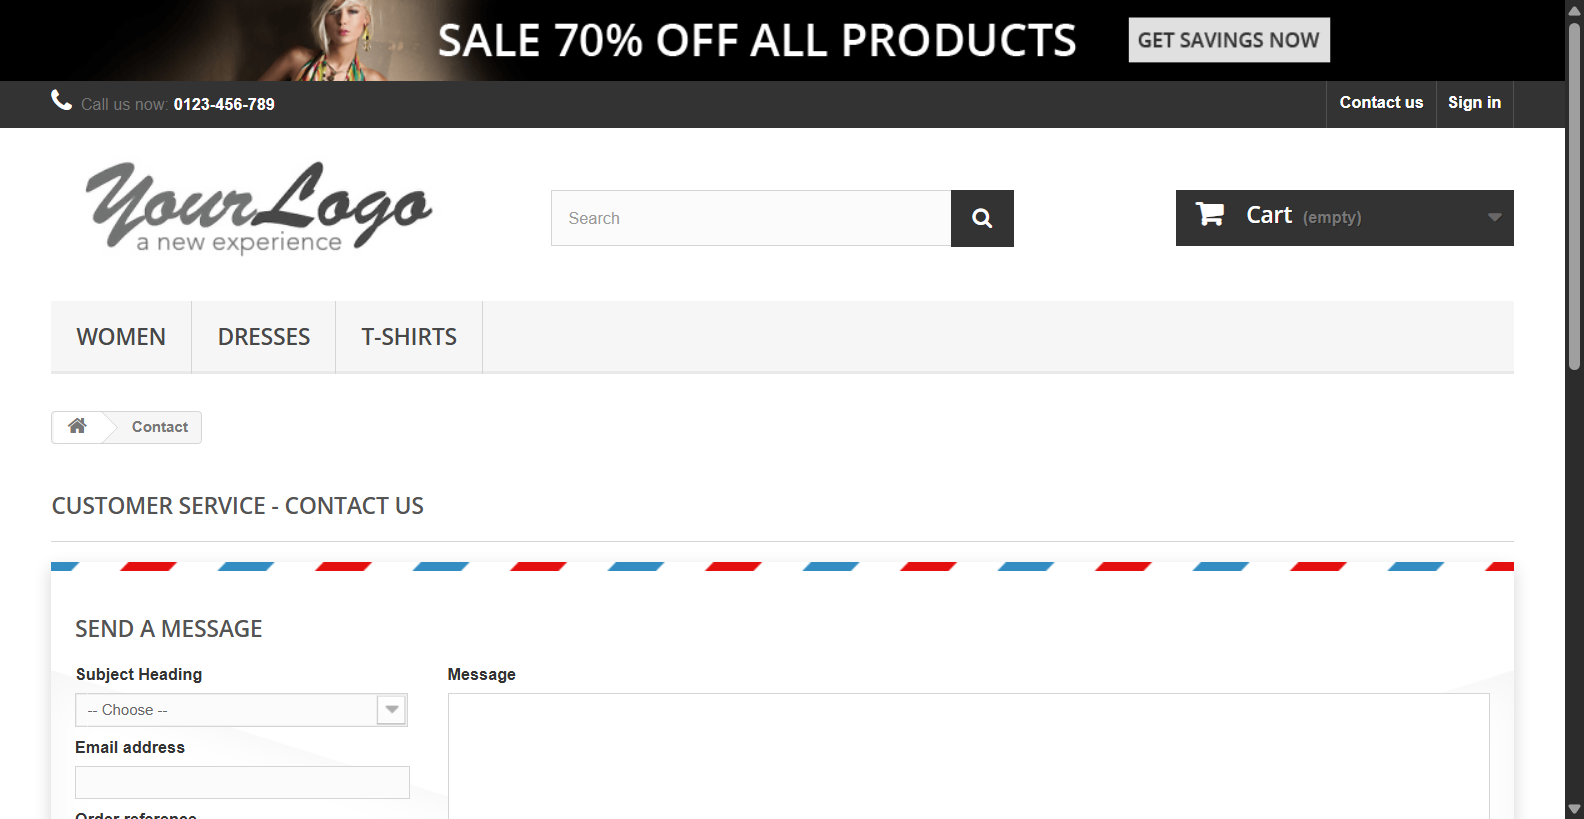 SALE 70% OFF ALL PRODUCTS
GET SAVINGS NOW
Call us now: 0123-456-789
Contact us
Sign in
YourLogo
a new experience
Search
Cart (empty)
WOMEN
DRESSES
T-SHIRTS
Contact
CUSTOMER SERVICE - CONTACT US
SEND A MESSAGE
Subject Heading
Message
-- Choose --
Email address
Order reference